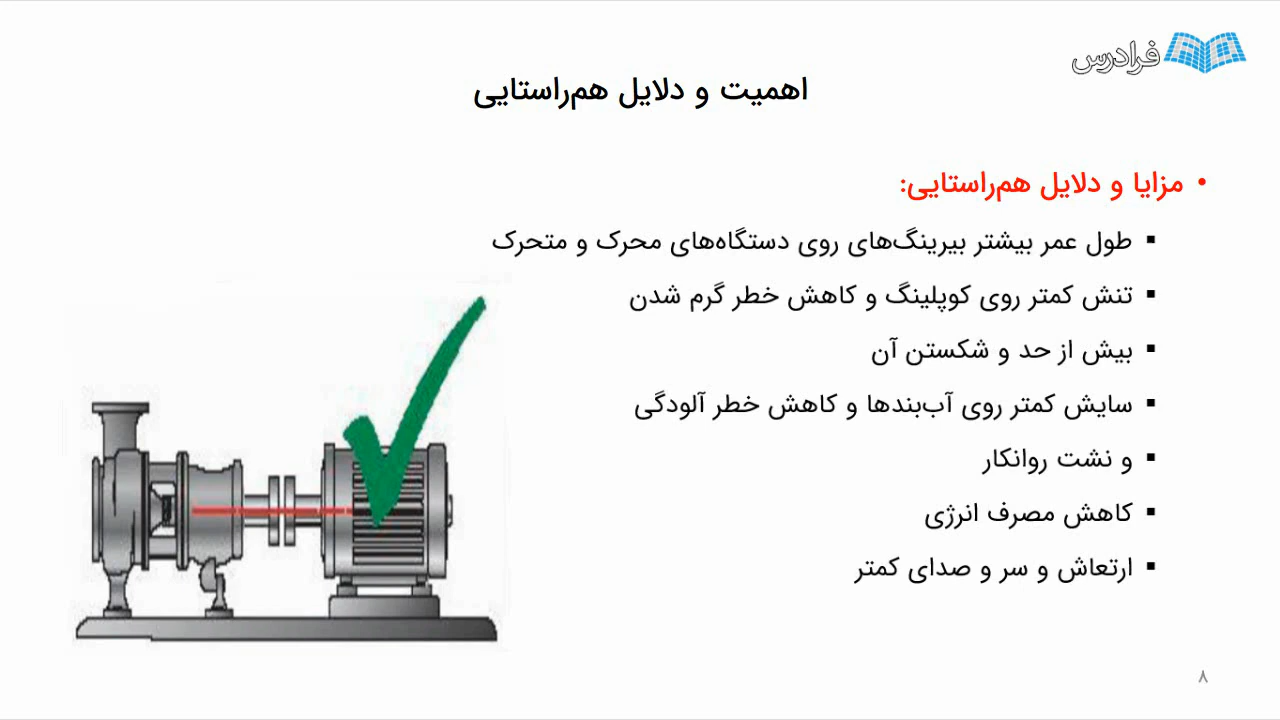 فرادرس
اهمیت و دلایل هم‌راستایی
• مزایا و دلایل هم‌راستایی:
▪ طول عمر بیشتر بیرینگ‌های روی دستگاه‌های محرک و متحرک
▪ تنش کمتر روی کوپلینگ و کاهش خطر گرم شدن
▪ بیش از حد و شکستن آن
▪ سایش کمتر روی آب‌بندها و کاهش خطر آلودگی
▪ و نشت روانکار
▪ کاهش مصرف انرژی
▪ ارتعاش و سر و صدای کمتر
۸